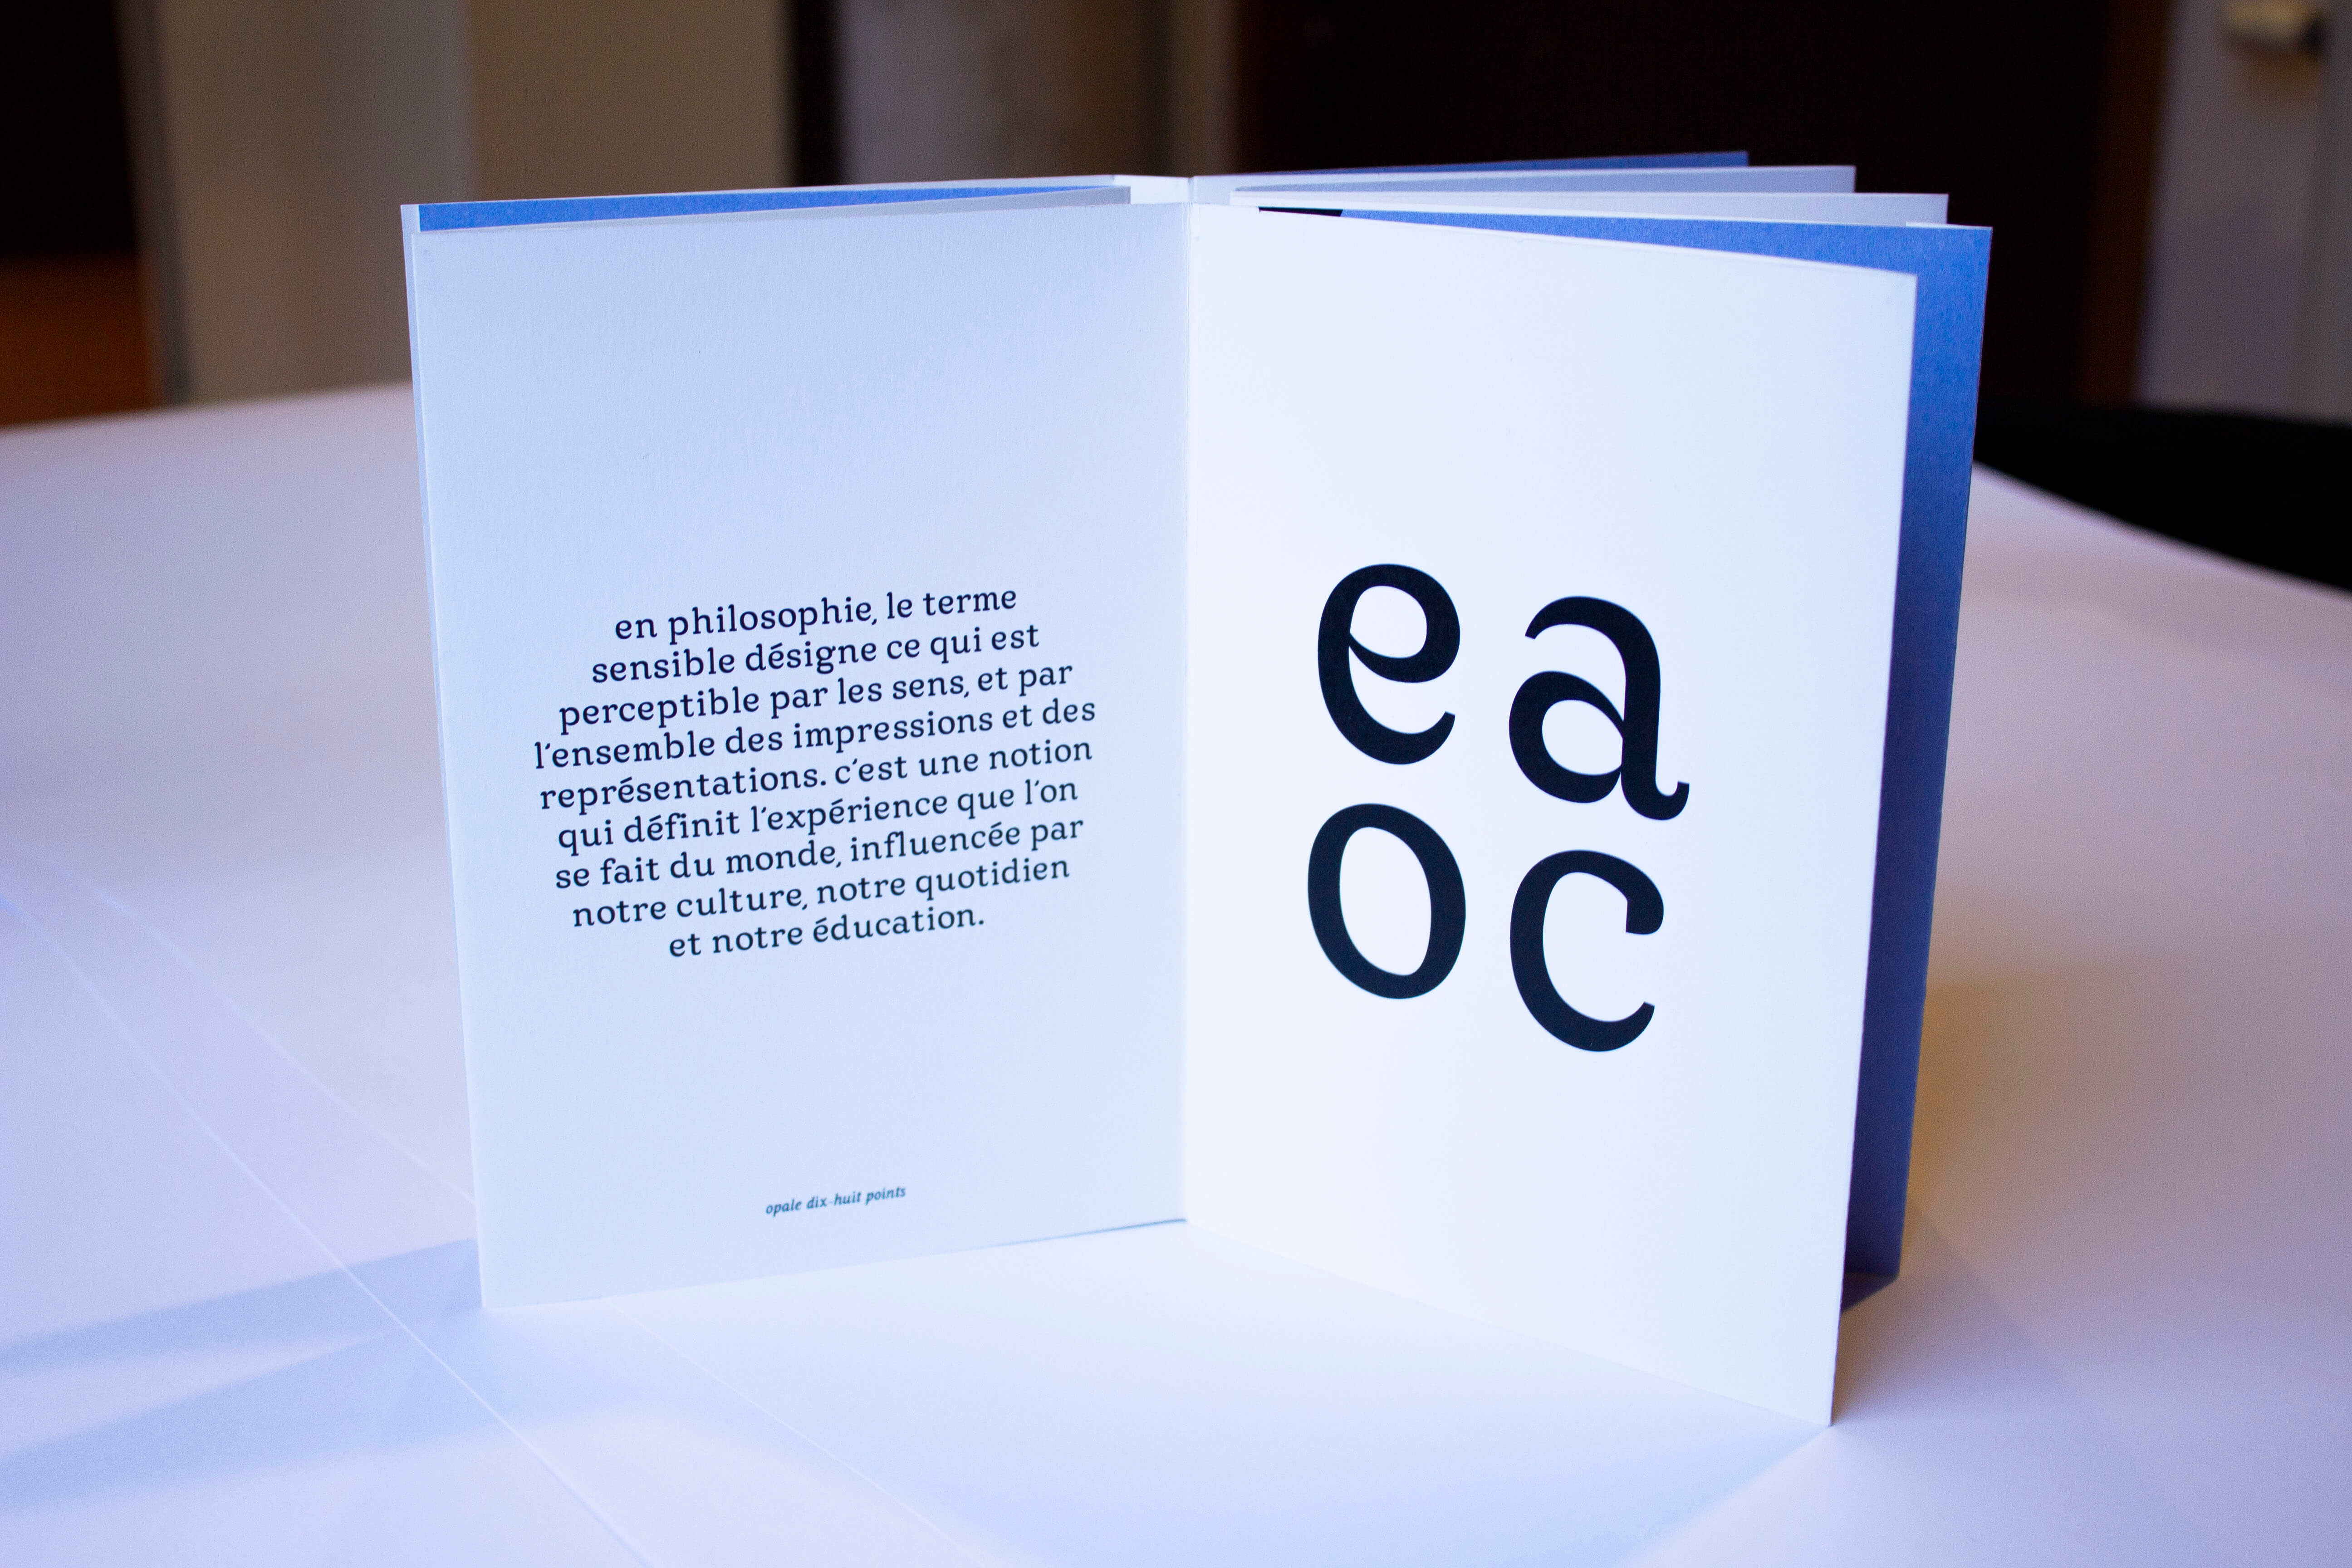 en philosophie, le terme
sensible désigne ce qui est
perceptible par les sens, et par
l'ensemble des impressions et des
représentations. c'est une notion
qui définit l'expérience que l'on
se fait du monde, influencée par
notre culture, notre quotidien
et notre éducation.
opale dix-huit points
ea
oc